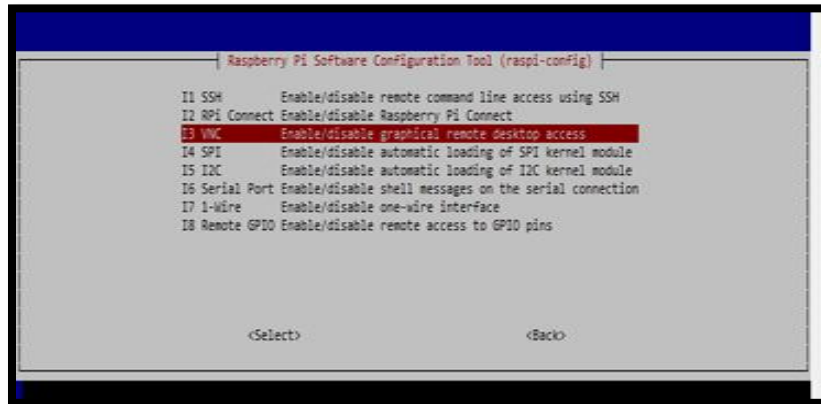 Raspberry Pi Software Configuration Tool (raspi-config)
I1 SSH Enable/disable remote command line access using SSH
I2 RPi Connect Enable/disable Raspberry Pi Connect
I3 VNC Enable/disable graphical remote desktop access
I4 SPI Enable/disable automatic loading of SPI kernel module
I5 I2C Enable/disable automatic loading of I2C kernel module
I6 Serial Port Enable/disable shell messages on the serial connection
I7 1-Wire Enable/disable one-wire interface
I8 Remote GPIO Enable/disable remote access to GPIO pins
<Select> <Back>